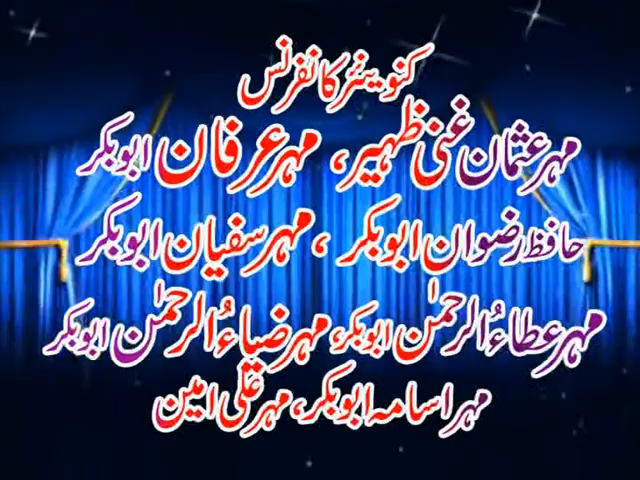 کنوینئر کانفرنس
مہر عثمان غنی ظہیر، مہر عرفان ابوبکر
حافظ رضوان ابوبکر، مہر سفیان ابوبکر
مہر عطاءُ الرحمٰن ابوبکر، مہر ضیاءُ الرحمٰن ابوبکر
مہر اسامہ ابوبکر، مہر علی امین